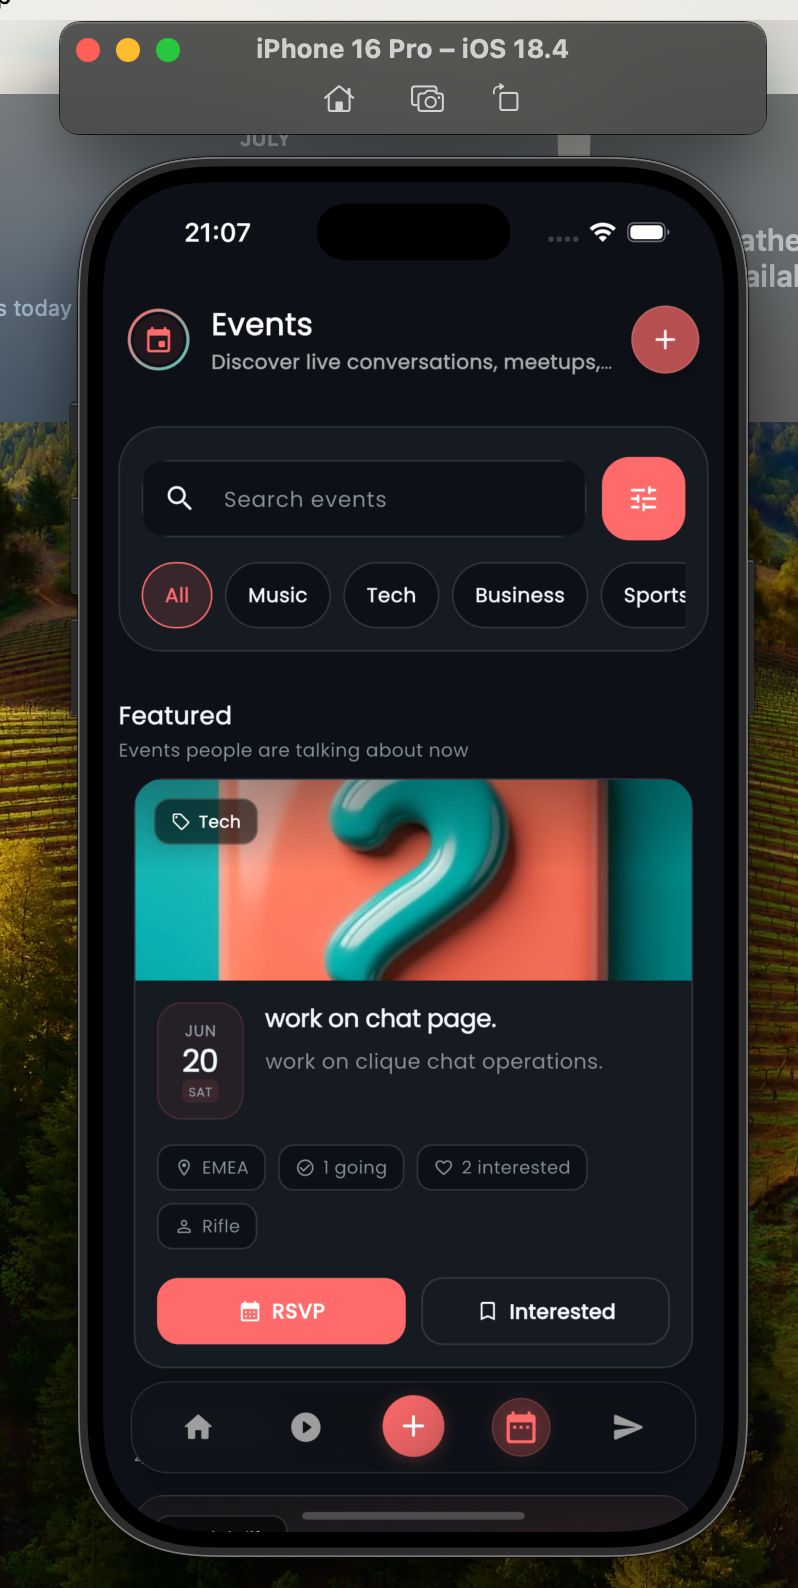 iPhone 16 Pro – iOS 18.4
JULY
s today
21:07
Events
Discover live conversations, meetups,...
Search events
All Music Tech Business Sports
Featured
Events people are talking about now
Tech
JUN
20
SAT
work on chat page.
work on clique chat operations.
EMEA 1 going 2 interested
Rifle
RSVP Interested